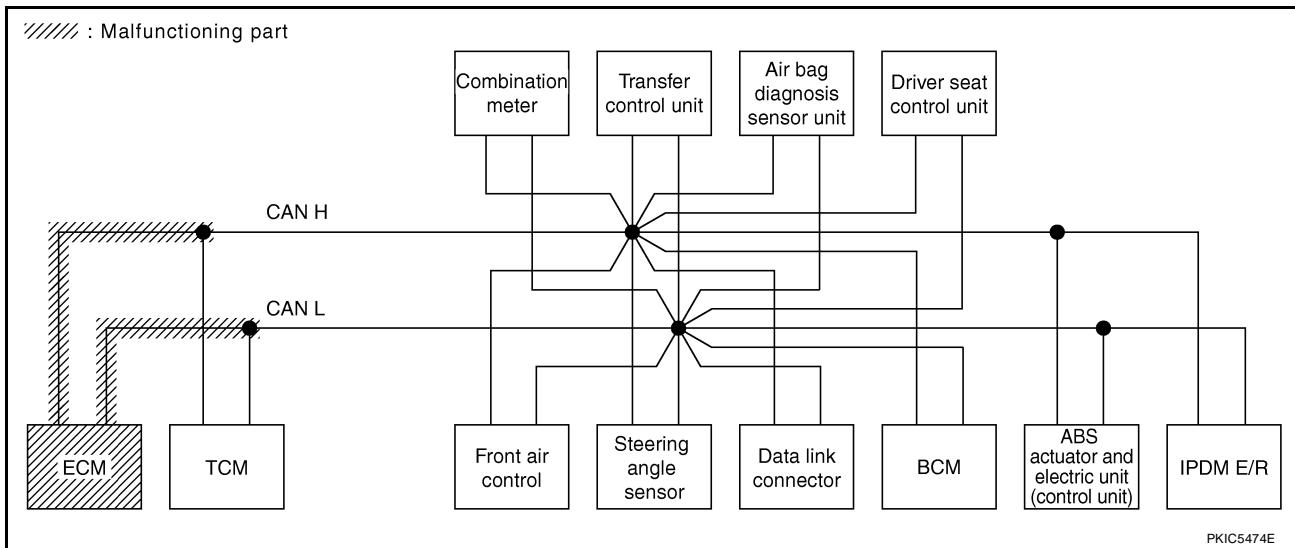 : Malfunctioning part
Combination
meter
Transfer
control unit
Air bag
diagnosis
sensor unit
Driver seat
control unit
CAN H
CAN L
ECM
TCM
Front air
control
Steering
angle
sensor
Data link
connector
BCM
ABS
actuator and
electric unit
(control unit)
IPDM E/R
PKIC5474E